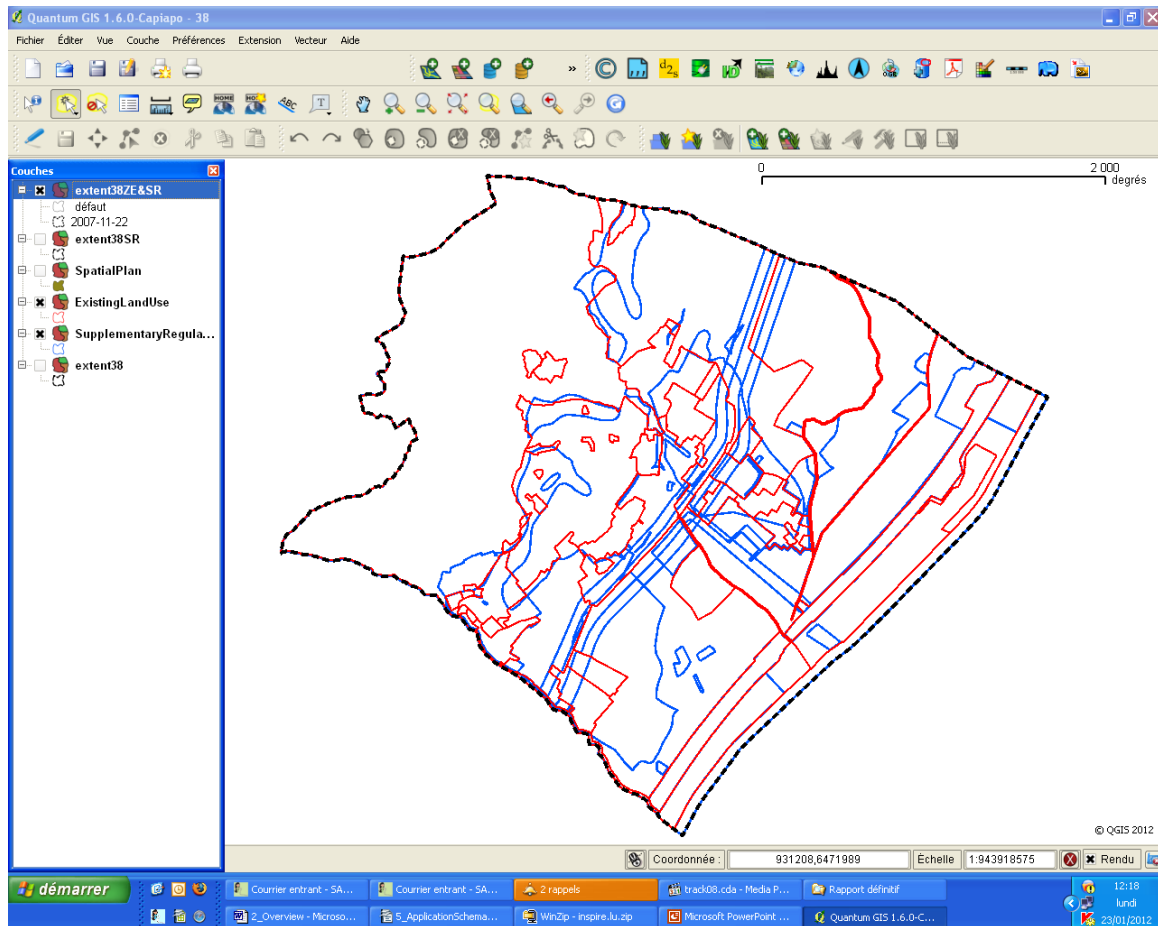 Quantum GIS 1.6.0-Capiapo - 38
Fichier Éditer Vue Couche Préférences Extension Vecteur Aide
»
d2s
HOME
ABC
T
Couches
extent38ZE&SR
défaut
2007-11-22
extent38SR
SpatialPlan
ExistingLandUse
SupplementaryRegula...
extent38
0 2 000
degrés
© QGIS 2012
Coordonnée : 931208,6471989 Échelle 1:943918575 Rendu
démarrer
Courrier entrant - SA...
Courrier entrant - SA...
2 rappels
track08.cda - Media P...
Rapport définitif
12:18
2_Overview - Microso...
5_ApplicationSchema...
WinZip - inspire.lu.zip
Microsoft PowerPoint ...
Quantum GIS 1.6.0-C...
lundi
23/01/2012